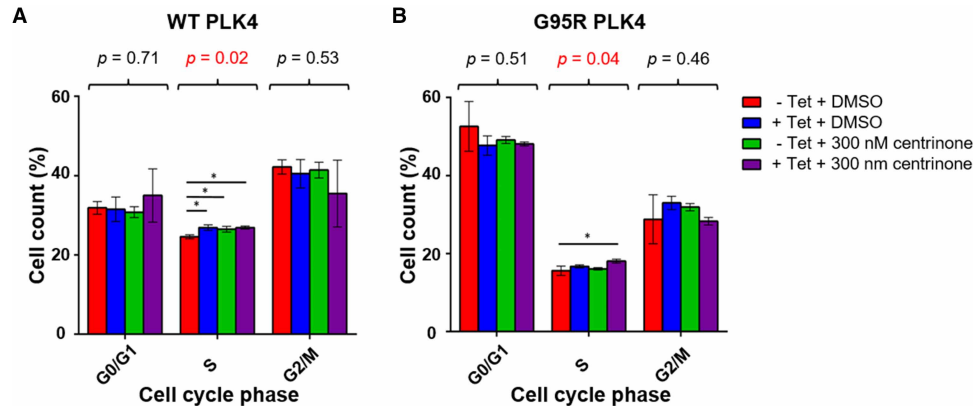 A
WT PLK4
p = 0.71
p = 0.02
p = 0.53
60
40
20
0
Cell count (%)
*
*
*
G0/G1
S
G2/M
Cell cycle phase
B
G95R PLK4
p = 0.51
p = 0.04
p = 0.46
60
40
20
0
Cell count (%)
*
G0/G1
S
G2/M
Cell cycle phase
- Tet + DMSO
+ Tet + DMSO
- Tet + 300 nM centrinone
+ Tet + 300 nm centrinone